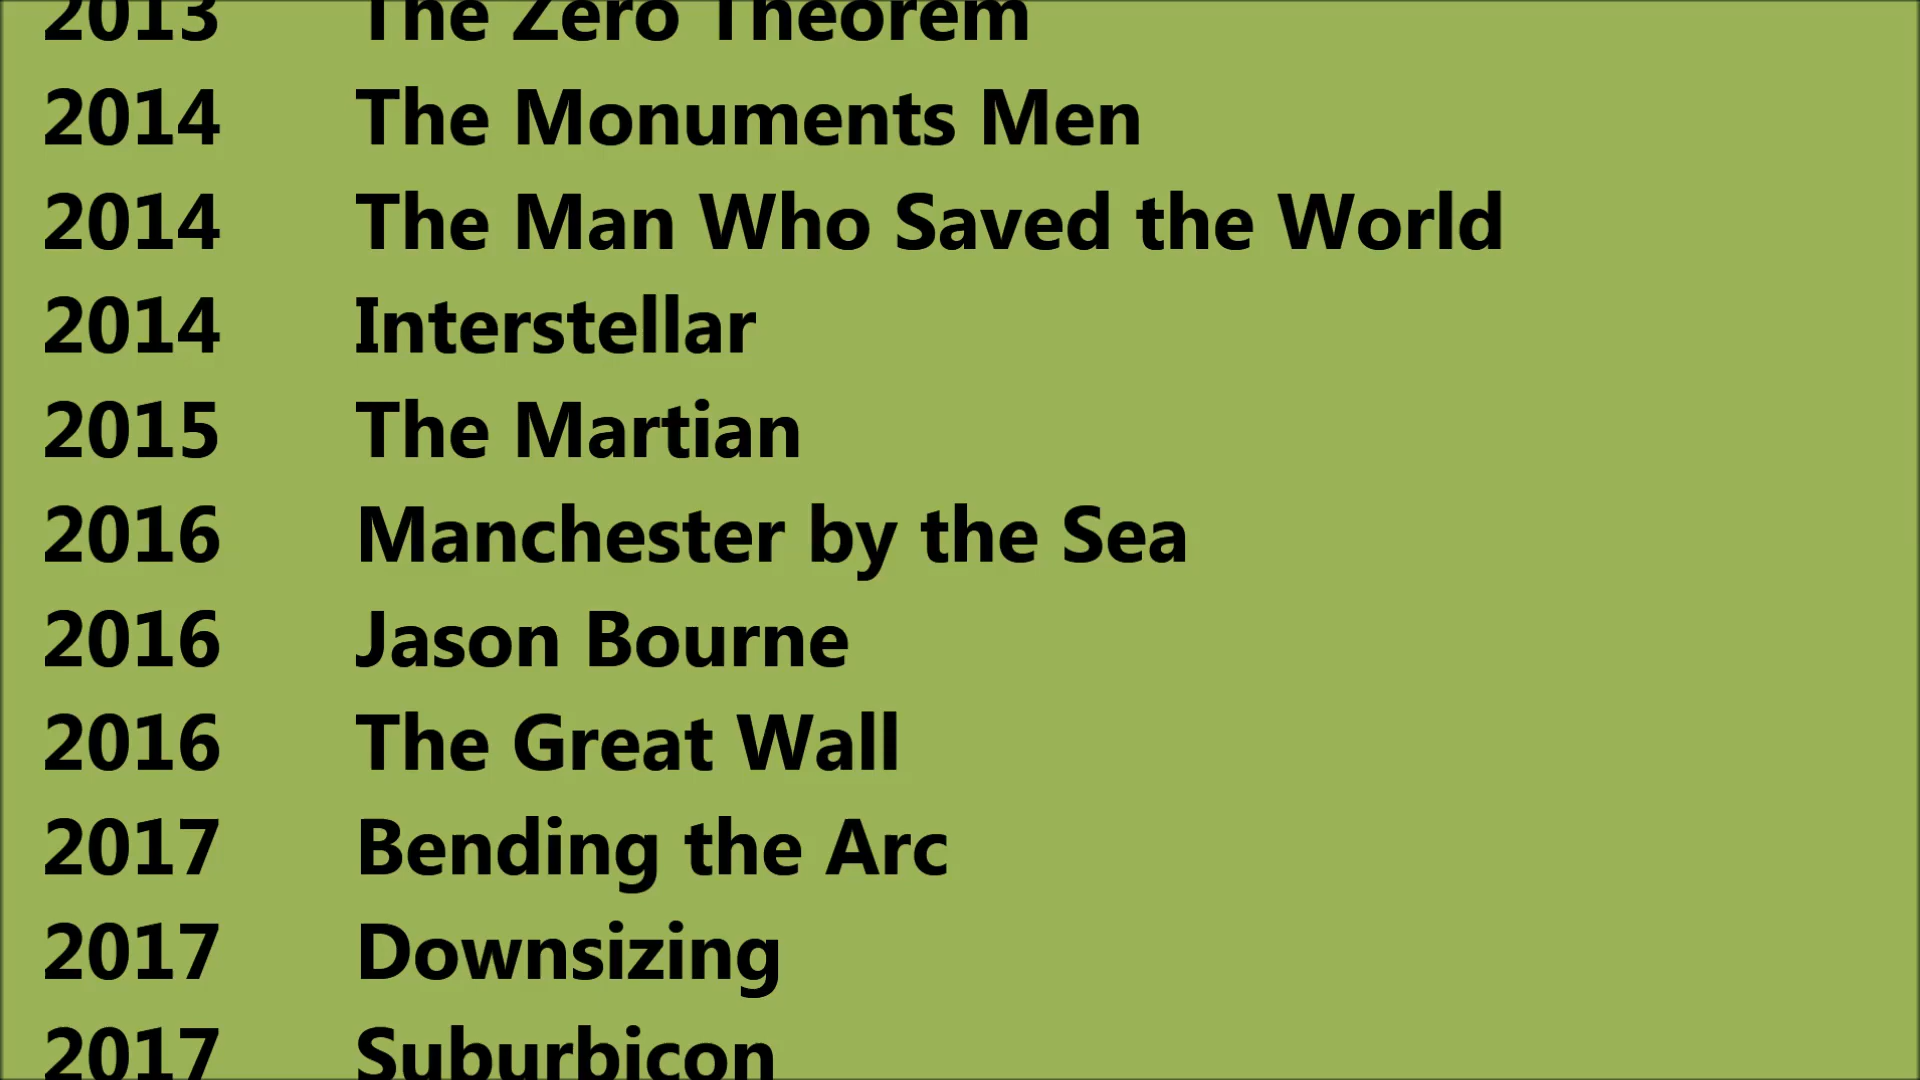 2013 The Zero Theorem
2014 The Monuments Men
2014 The Man Who Saved the World
2014 Interstellar
2015 The Martian
2016 Manchester by the Sea
2016 Jason Bourne
2016 The Great Wall
2017 Bending the Arc
2017 Downsizing
2017 Suburbicon